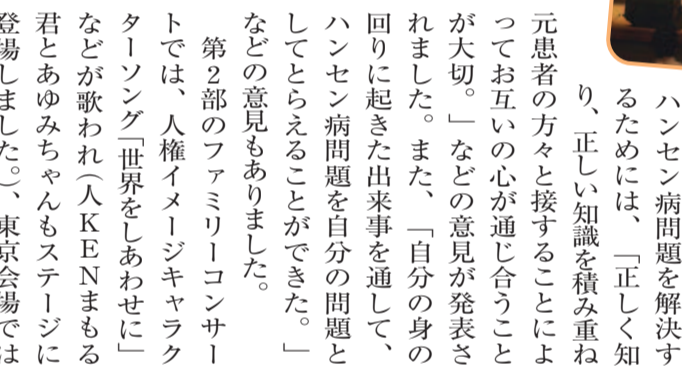 ハンセン病問題を解決す
るためには、「正しく知
り、正しい知識を積み重ね
元患者の方々と接することによ
ってお互いの心が通じ合うこと
が大切。」などの意見が発表さ
れました。また、「自分の身の
回りに起きた出来事を通して、
ハンセン病問題を自分の問題と
してとらえることができた。」
などの意見もありました。
第2部のファミリーコンサー
トでは、人権イメージキャラク
ターソング「世界をしあわせに」
などが歌われ（人KENまもる
君とあゆみちゃんもステージに
登場しました。）、東京会場では